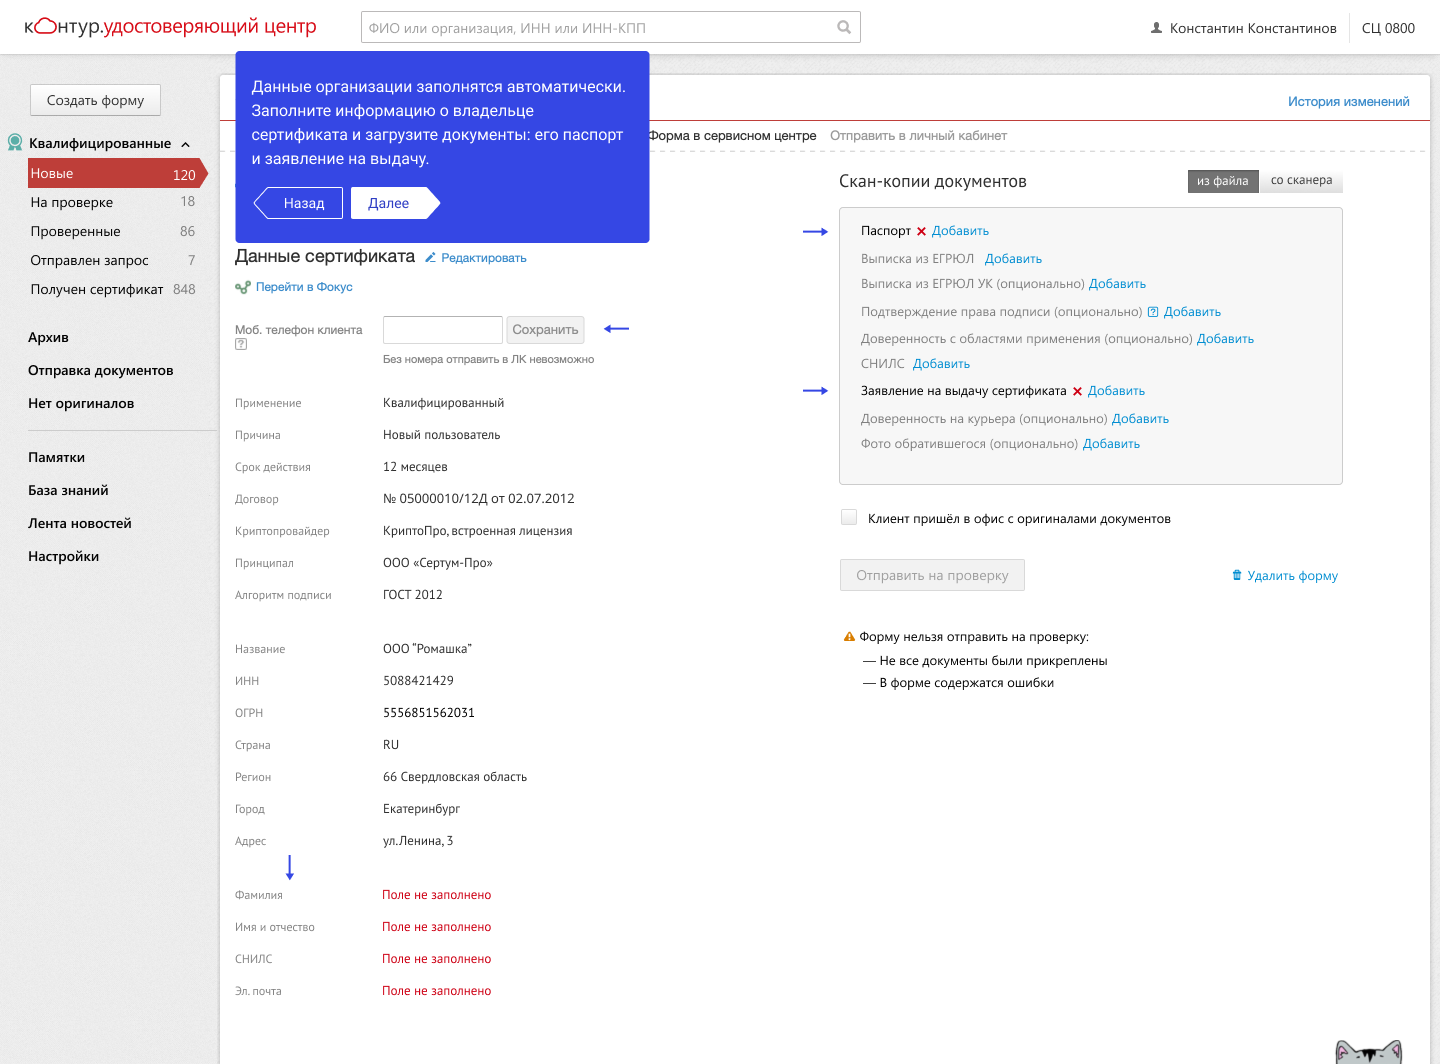 контур.удостоверяющий центр
ФИО или организация, ИНН или ИНН-КПП
Константин Константинов
СЦ 0800
Создать форму
Квалифицированные
Новые 120
На проверке 18
Проверенные 86
Отправлен запрос 7
Получен сертификат 848
Архив
Отправка документов
Нет оригиналов
Памятки
База знаний
Лента новостей
Настройки
Данные организации заполнятся автоматически.
Заполните информацию о владельце
сертификата и загрузите документы: его паспорт
и заявление на выдачу.
Назад
Далее
История изменений
Форма в сервисном центре
Отправить в личный кабинет
Данные сертификата
Редактировать
Перейти в Фокус
Моб. телефон клиента
?
Сохранить
Без номера отправить в ЛК невозможно
Применение Квалифицированный
Причина Новый пользователь
Срок действия 12 месяцев
Договор № 05000010/12Д от 02.07.2012
Криптопровайдер КриптоПро, встроенная лицензия
Принципал ООО «Сертум-Про»
Алгоритм подписи ГОСТ 2012
Название ООО “Ромашка”
ИНН 5088421429
ОГРН 5556851562031
Страна RU
Регион 66 Свердловская область
Город Екатеринбург
Адрес ул.Ленина, 3
Фамилия Поле не заполнено
Имя и отчество Поле не заполнено
СНИЛС Поле не заполнено
Эл. почта Поле не заполнено
Скан-копии документов
из файла
со сканера
Паспорт Добавить
Выписка из ЕГРЮЛ Добавить
Выписка из ЕГРЮЛ УК (опционально) Добавить
Подтверждение права подписи (опционально) ? Добавить
Доверенность с областями применения (опционально) Добавить
СНИЛС Добавить
Заявление на выдачу сертификата Добавить
Доверенность на курьера (опционально) Добавить
Фото обратившегося (опционально) Добавить
Клиент пришёл в офис с оригиналами документов
Отправить на проверку
Удалить форму
Форму нельзя отправить на проверку:
— Не все документы были прикреплены
— В форме содержатся ошибки